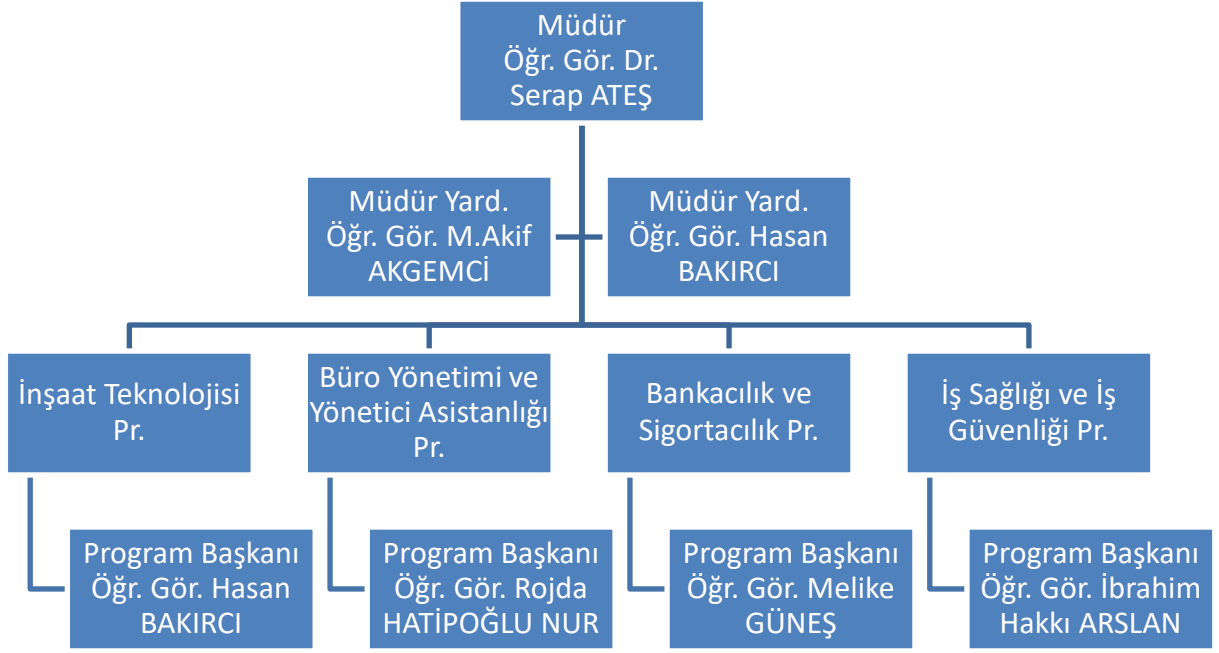 Müdür
Öğr. Gör. Dr.
Serap ATEŞ
Müdür Yard.
Öğr. Gör. M.Akif
AKGEMCİ
Müdür Yard.
Öğr. Gör. Hasan
BAKIRCI
İnşaat Teknolojisi
Pr.
Büro Yönetimi ve
Yönetici Asistanlığı
Pr.
Bankacılık ve
Sigortacılık Pr.
İş Sağlığı ve İş
Güvenliği Pr.
Program Başkanı
Öğr. Gör. Hasan
BAKIRCI
Program Başkanı
Öğr. Gör. Rojda
HATİPOĞLU NUR
Program Başkanı
Öğr. Gör. Melike
GÜNEŞ
Program Başkanı
Öğr. Gör. İbrahim
Hakkı ARSLAN